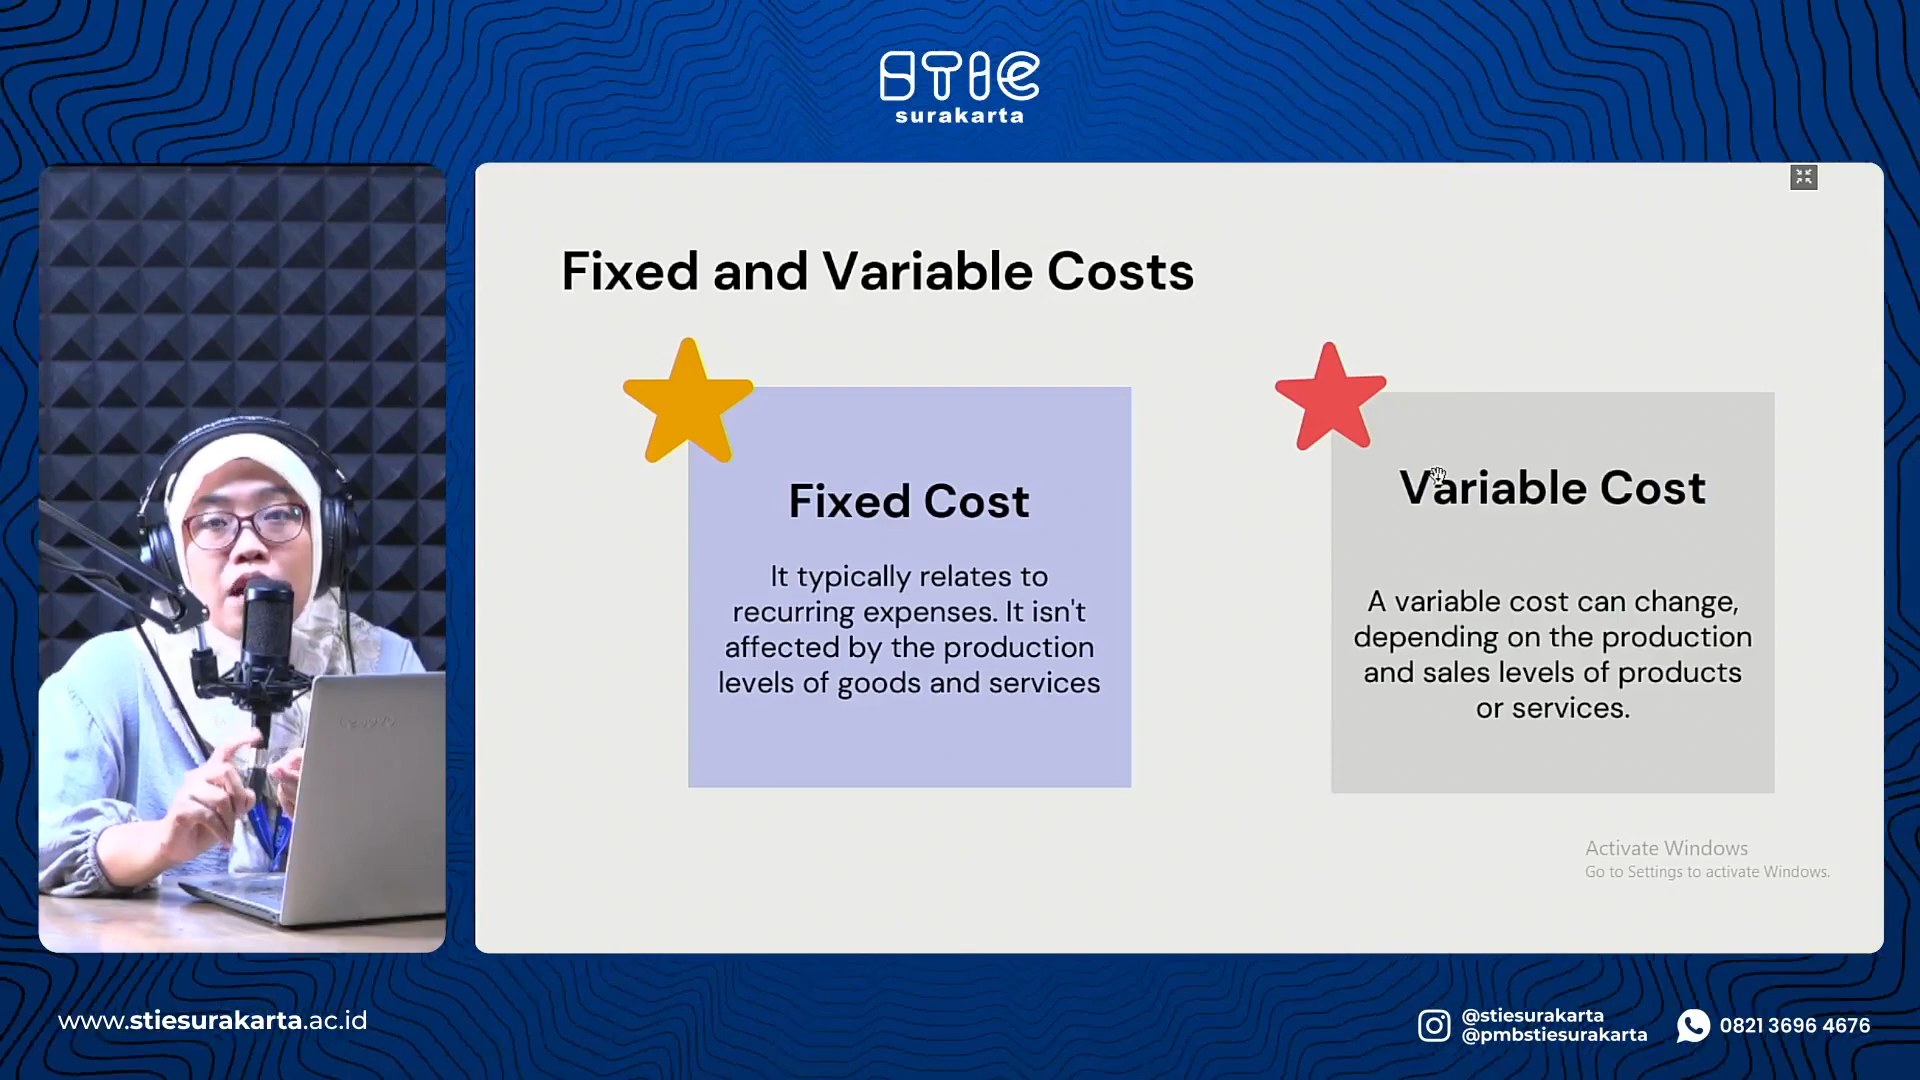 STIE
surakarta
Fixed and Variable Costs
Fixed Cost
It typically relates to
recurring expenses. It isn't
affected by the production
levels of goods and services
Variable Cost
A variable cost can change,
depending on the production
and sales levels of products
or services.
Activate Windows
Go to Settings to activate Windows.
www.stiesurakarta.ac.id
@stiesurakarta
@pmbstiesurakarta
0821 3696 4676